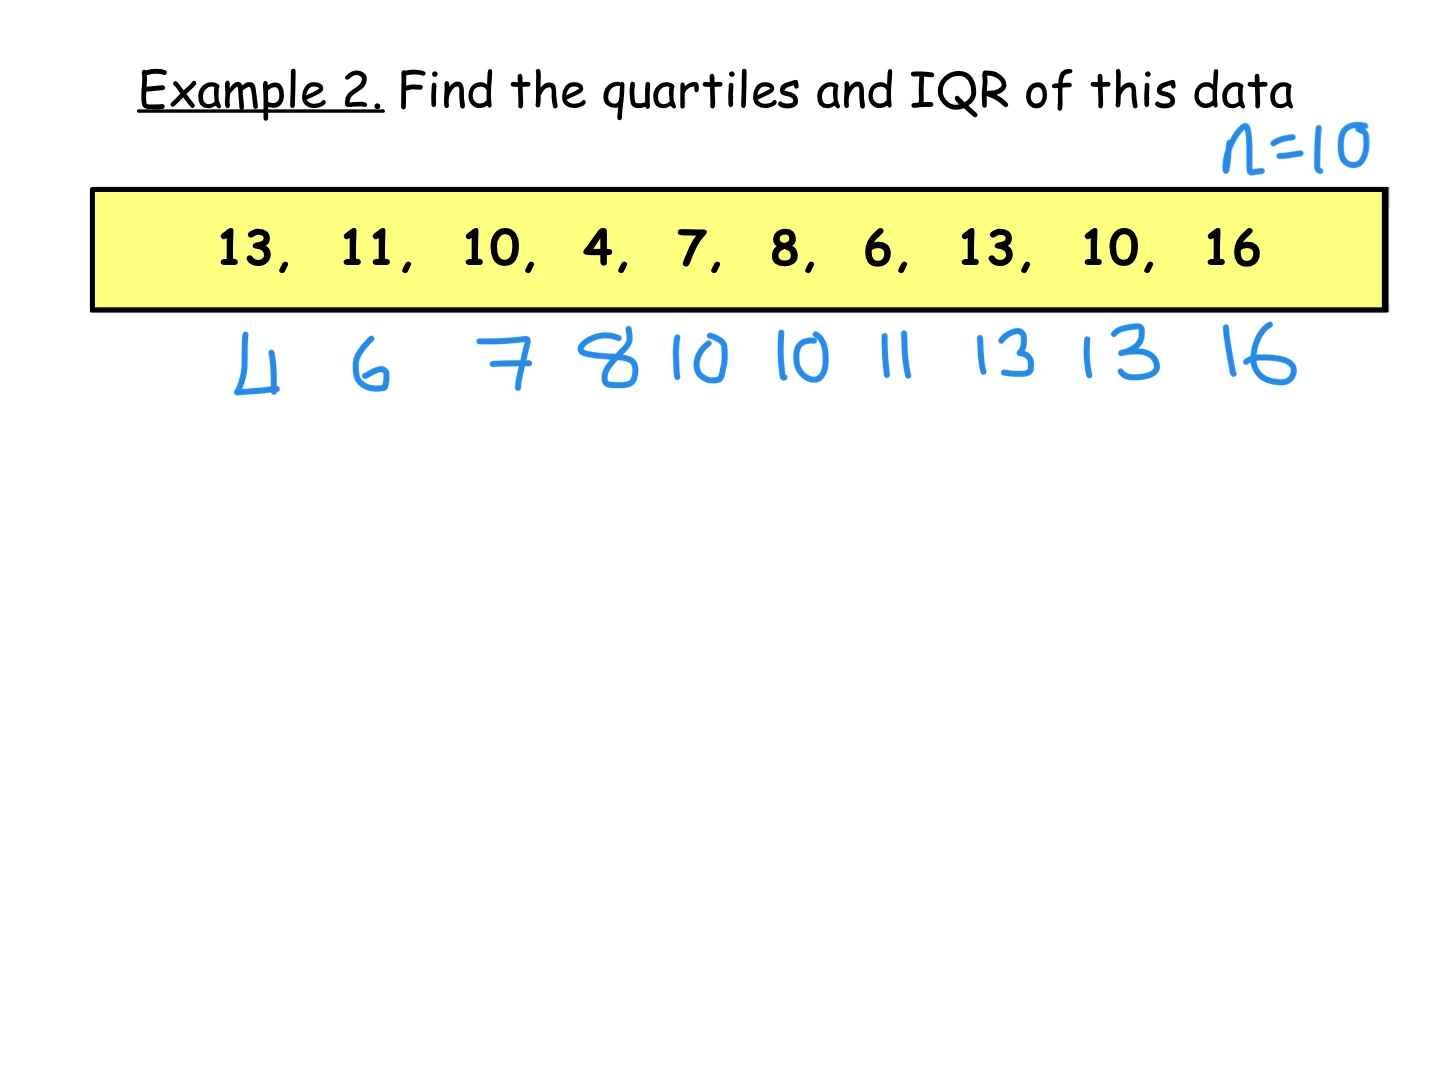 Example 2. Find the quartiles and IQR of this data
n=10
13, 11, 10, 4, 7, 8, 6, 13, 10, 16
4 6 7 8 10 10 11 13 13 16